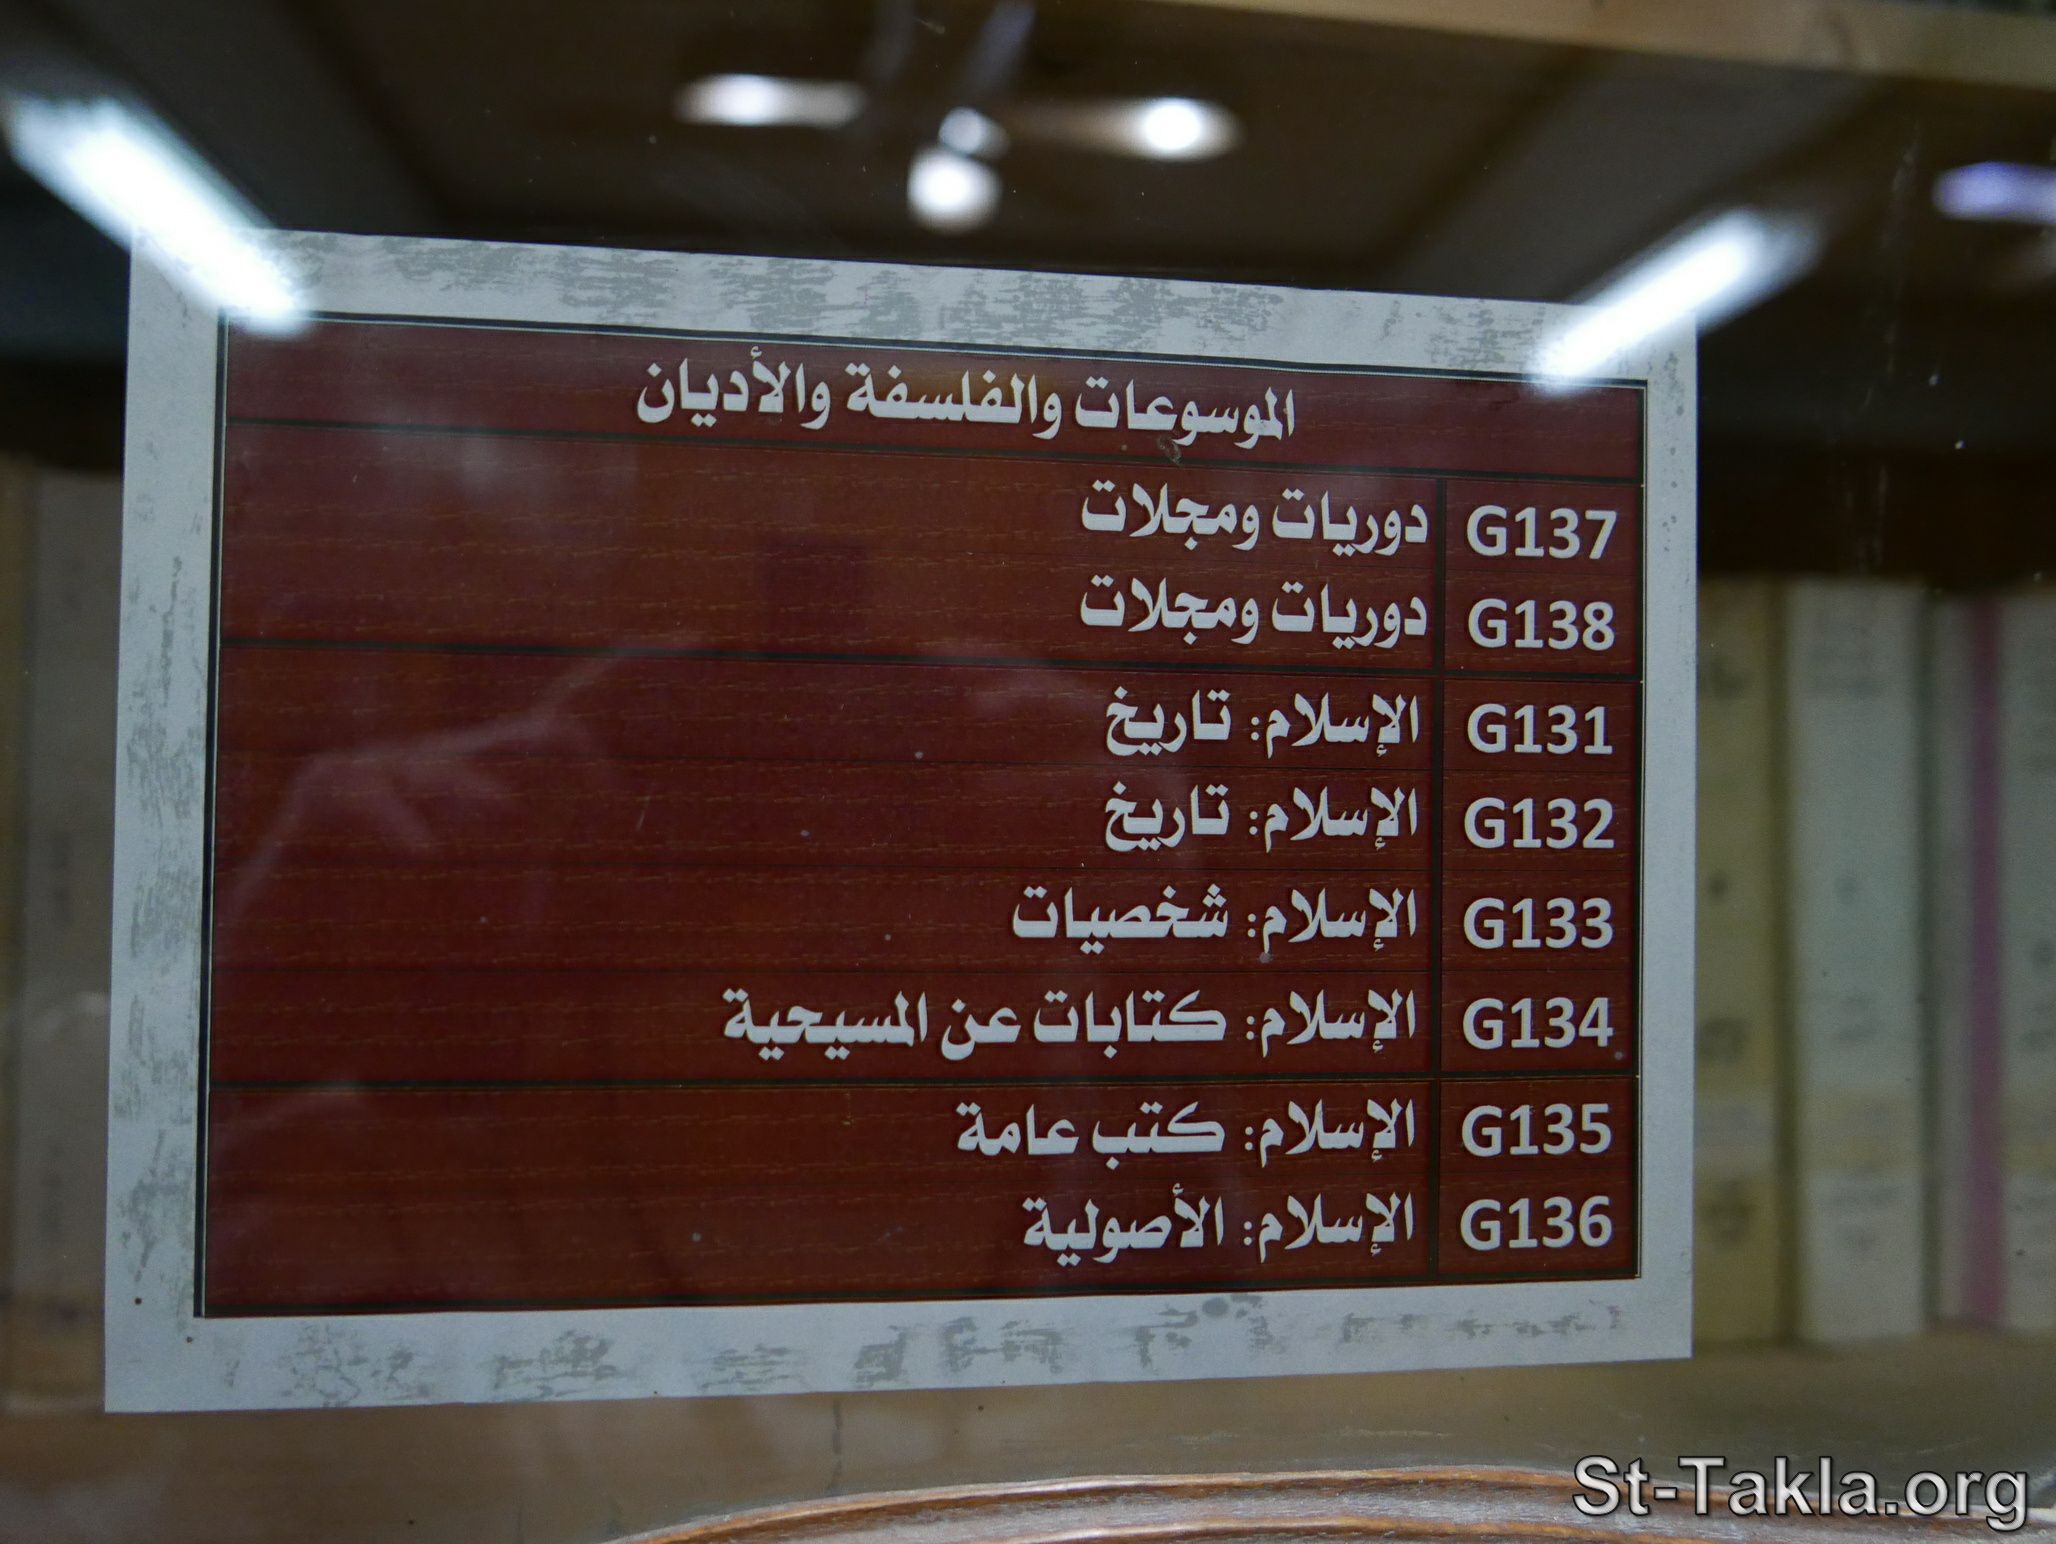 الموسوعات والفلسفة والأديان
G137 دوريات ومجلات
G138 دوريات ومجلات
G131 الإسلام: تاريخ
G132 الإسلام: تاريخ
G133 الإسلام: شخصيات
G134 الإسلام: كتابات عن المسيحية
G135 الإسلام: كتب عامة
G136 الإسلام: الأصولية
St-Takla.org